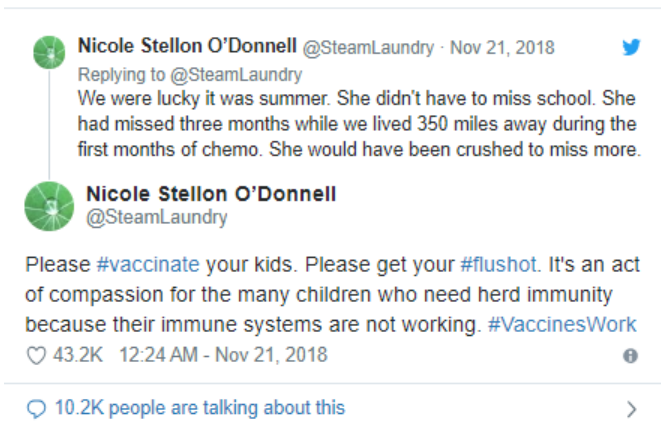 Nicole Stellon O’Donnell @SteamLaundry · Nov 21, 2018
Replying to @SteamLaundry
We were lucky it was summer. She didn't have to miss school. She
had missed three months while we lived 350 miles away during the
first months of chemo. She would have been crushed to miss more.
Nicole Stellon O’Donnell
@SteamLaundry
Please #vaccinate your kids. Please get your #flushot. It's an act
of compassion for the many children who need herd immunity
because their immune systems are not working. #VaccinesWork
43.2K 12:24 AM - Nov 21, 2018
10.2K people are talking about this